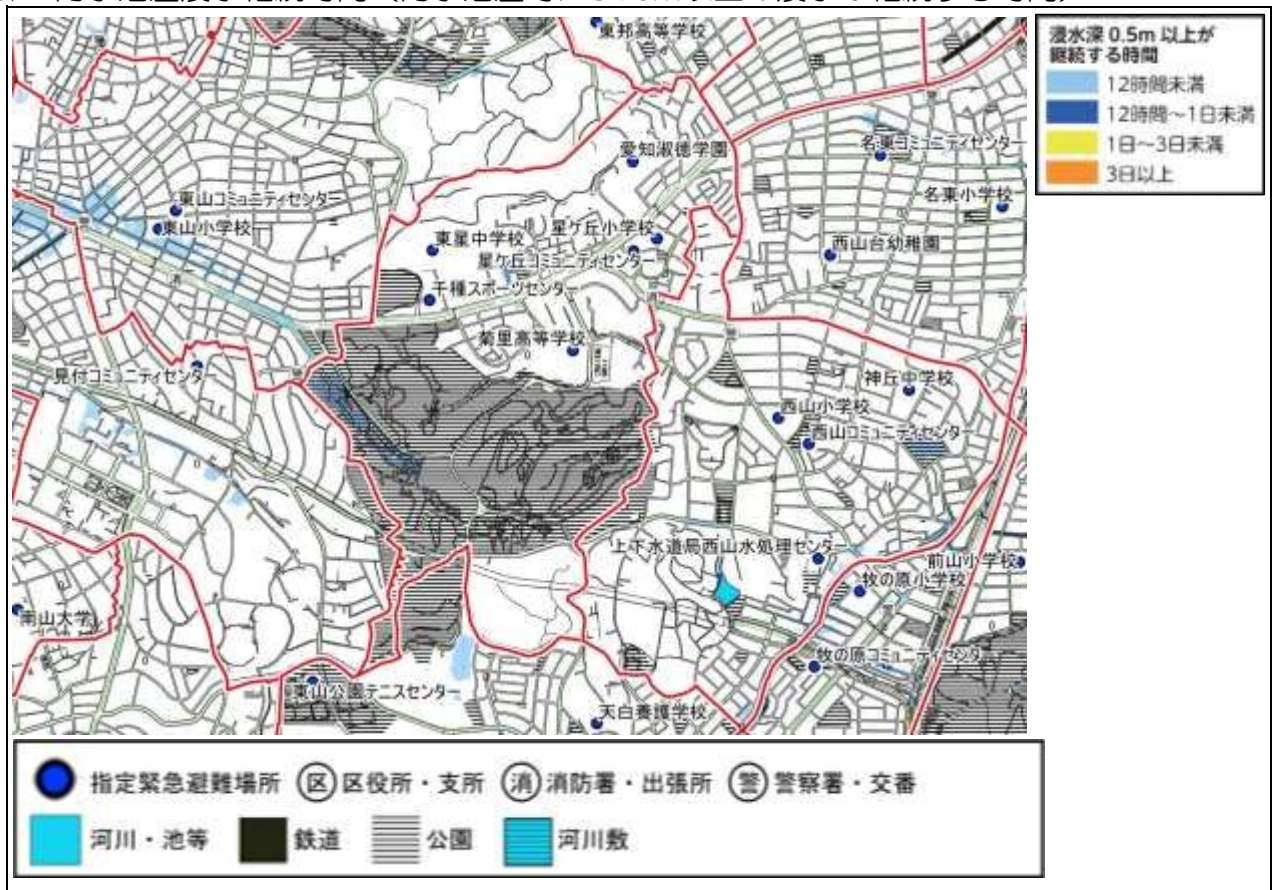 東邦高等学校
愛知淑徳学園
名東コミュニティセンター
名東小学校
東山コミュニティセンター
東山小学校
東星中学校
星ケ丘小学校
星ケ丘コミュニティセンター
西山台幼稚園
千種スポーツセンター
菊里高等学校
見付コミュニティセンター
神丘中学校
西山小学校
西山コミュニティセンター
上下水道局西山水処理センター
前山小学校
牧の原小学校
南山大学
牧の原コミュニティセンタ
東山公園テニスセンター
天白養護学校
浸水深 0.5m 以上が
継続する時間
12時間未満
12時間～1日未満
1日～3日未満
3日以上
指定緊急避難場所 区 区役所・支所 消 消防署・出張所 警 警察署・交番
河川・池等 鉄道 公園 河川敷